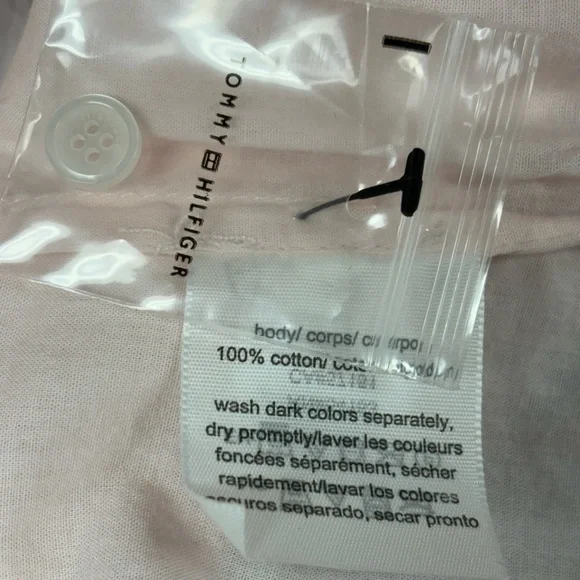 TOMMY HILFIGER
body/ corps/
100% cotton/
wash dark colors separately,
dry promptly/laver les couleurs
foncées séparément, sécher
rapidement/lavar los colores
oscuros separado, secar pronto